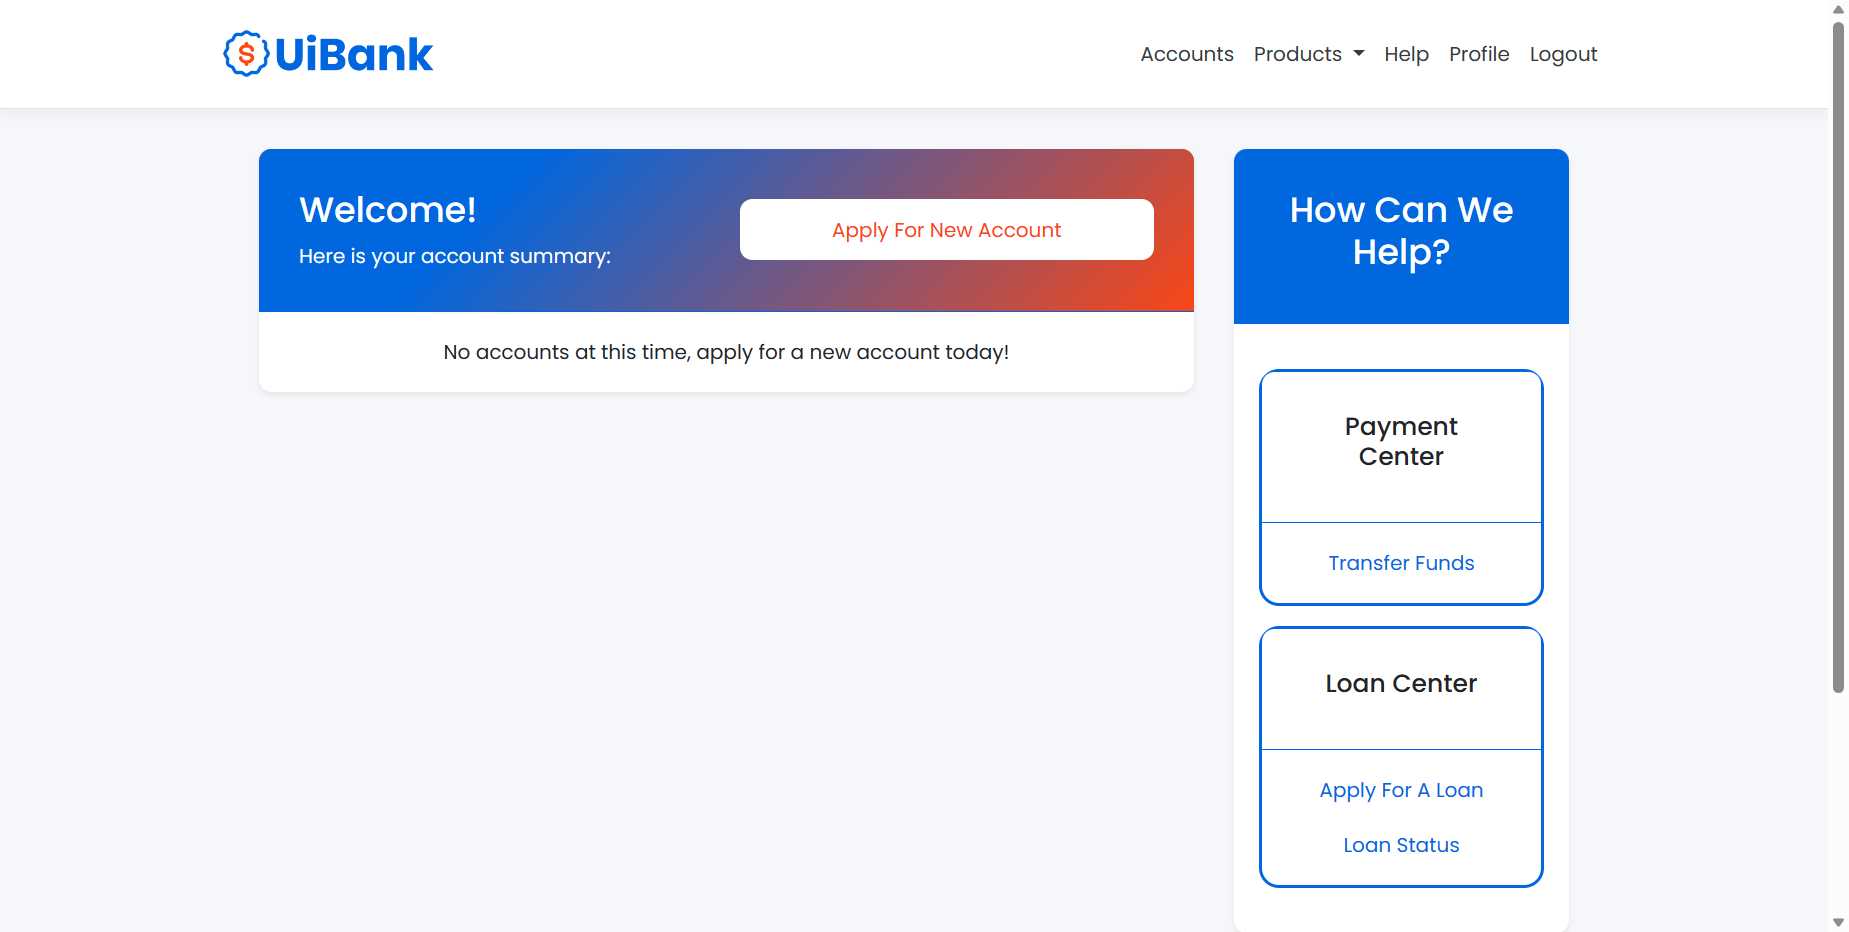 $ UiBank
Accounts Products Help Profile Logout
Welcome!
Here is your account summary:
Apply For New Account
No accounts at this time, apply for a new account today!
How Can We
Help?
Payment
Center
Transfer Funds
Loan Center
Apply For A Loan
Loan Status